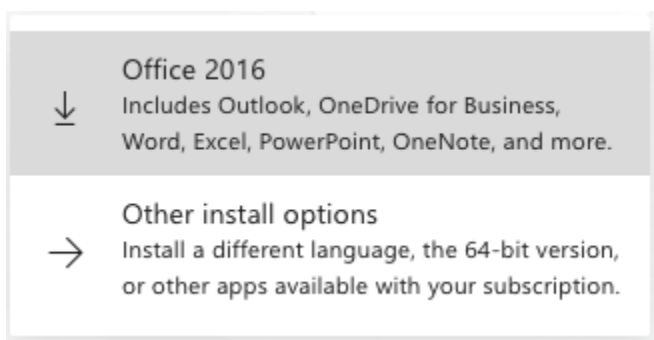 Office 2016
Includes Outlook, OneDrive for Business,
Word, Excel, PowerPoint, OneNote, and more.
Other install options
Install a different language, the 64-bit version,
or other apps available with your subscription.